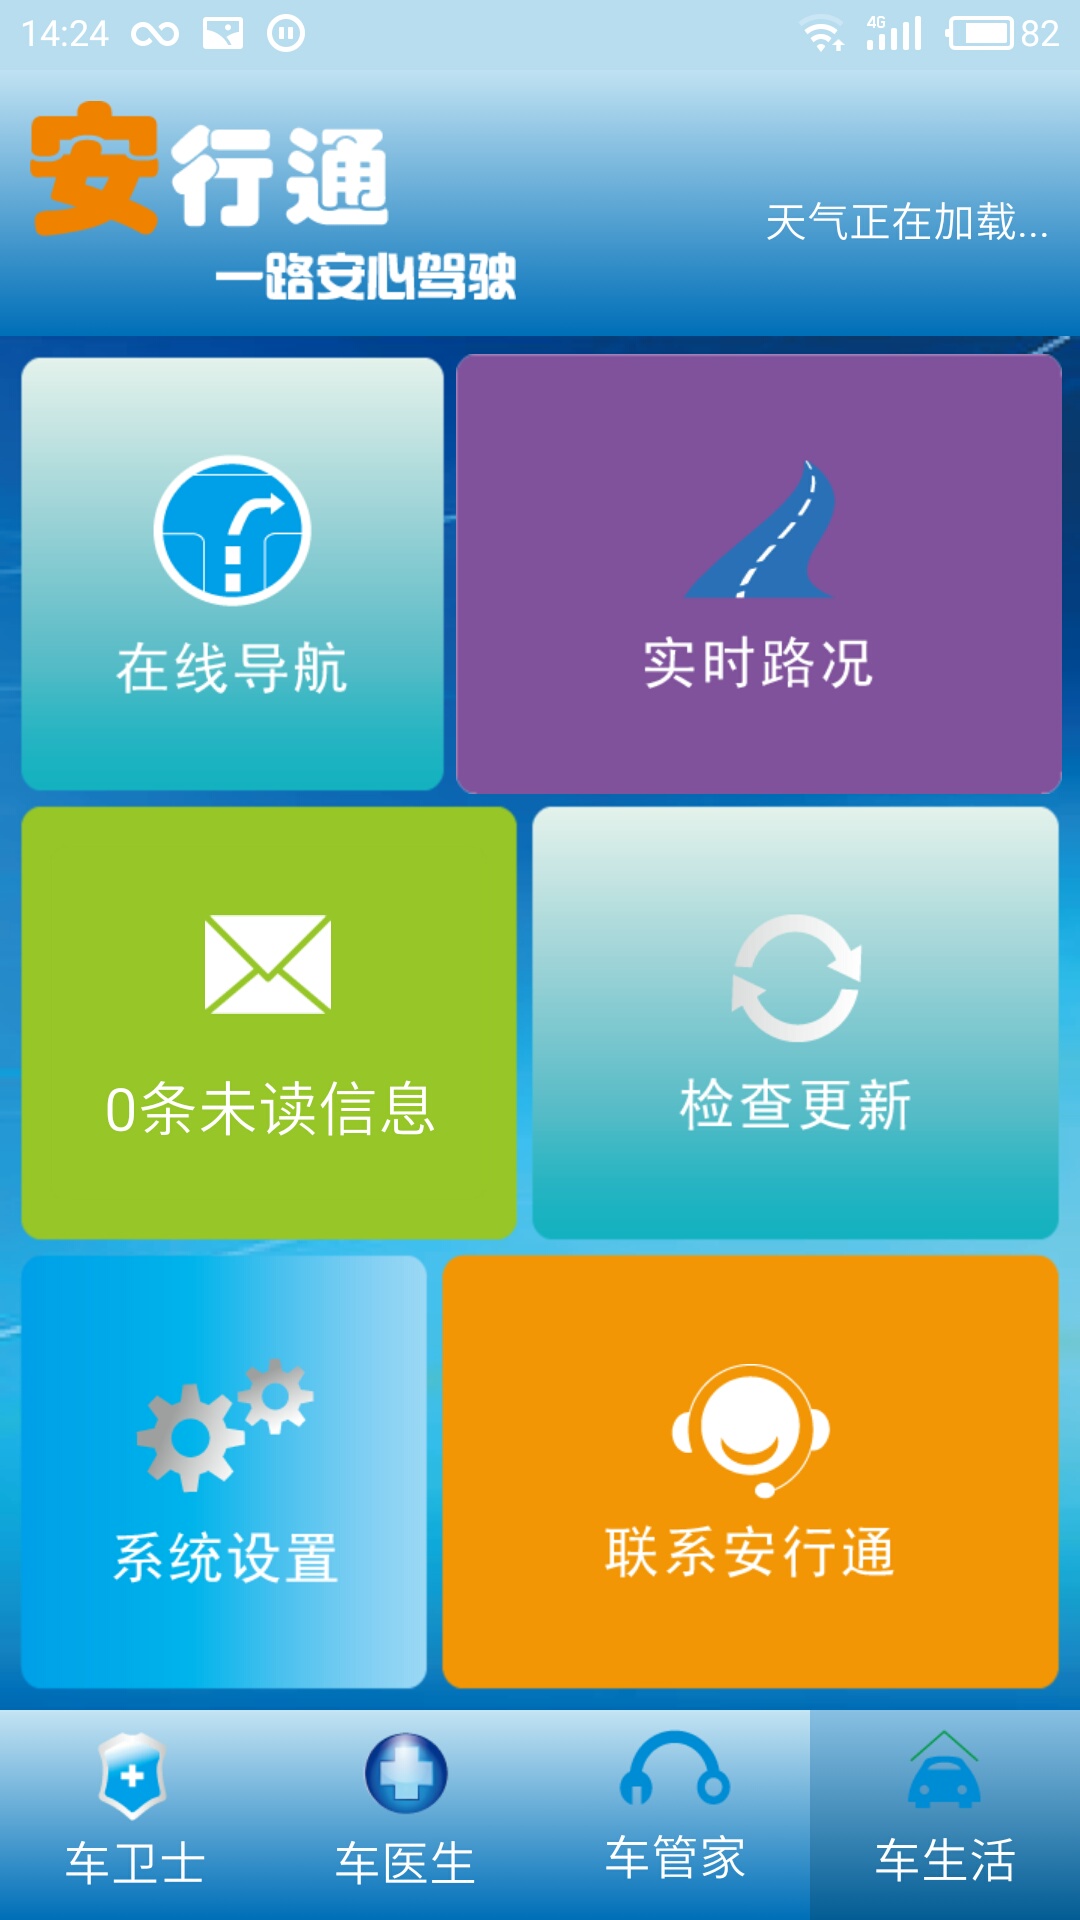 14:24 4G 82
安行通
天气正在加载...
一路安心驾驶
在线导航
实时路况
0条未读信息
检查更新
系统设置
联系安行通
车卫士 车医生 车管家 车生活